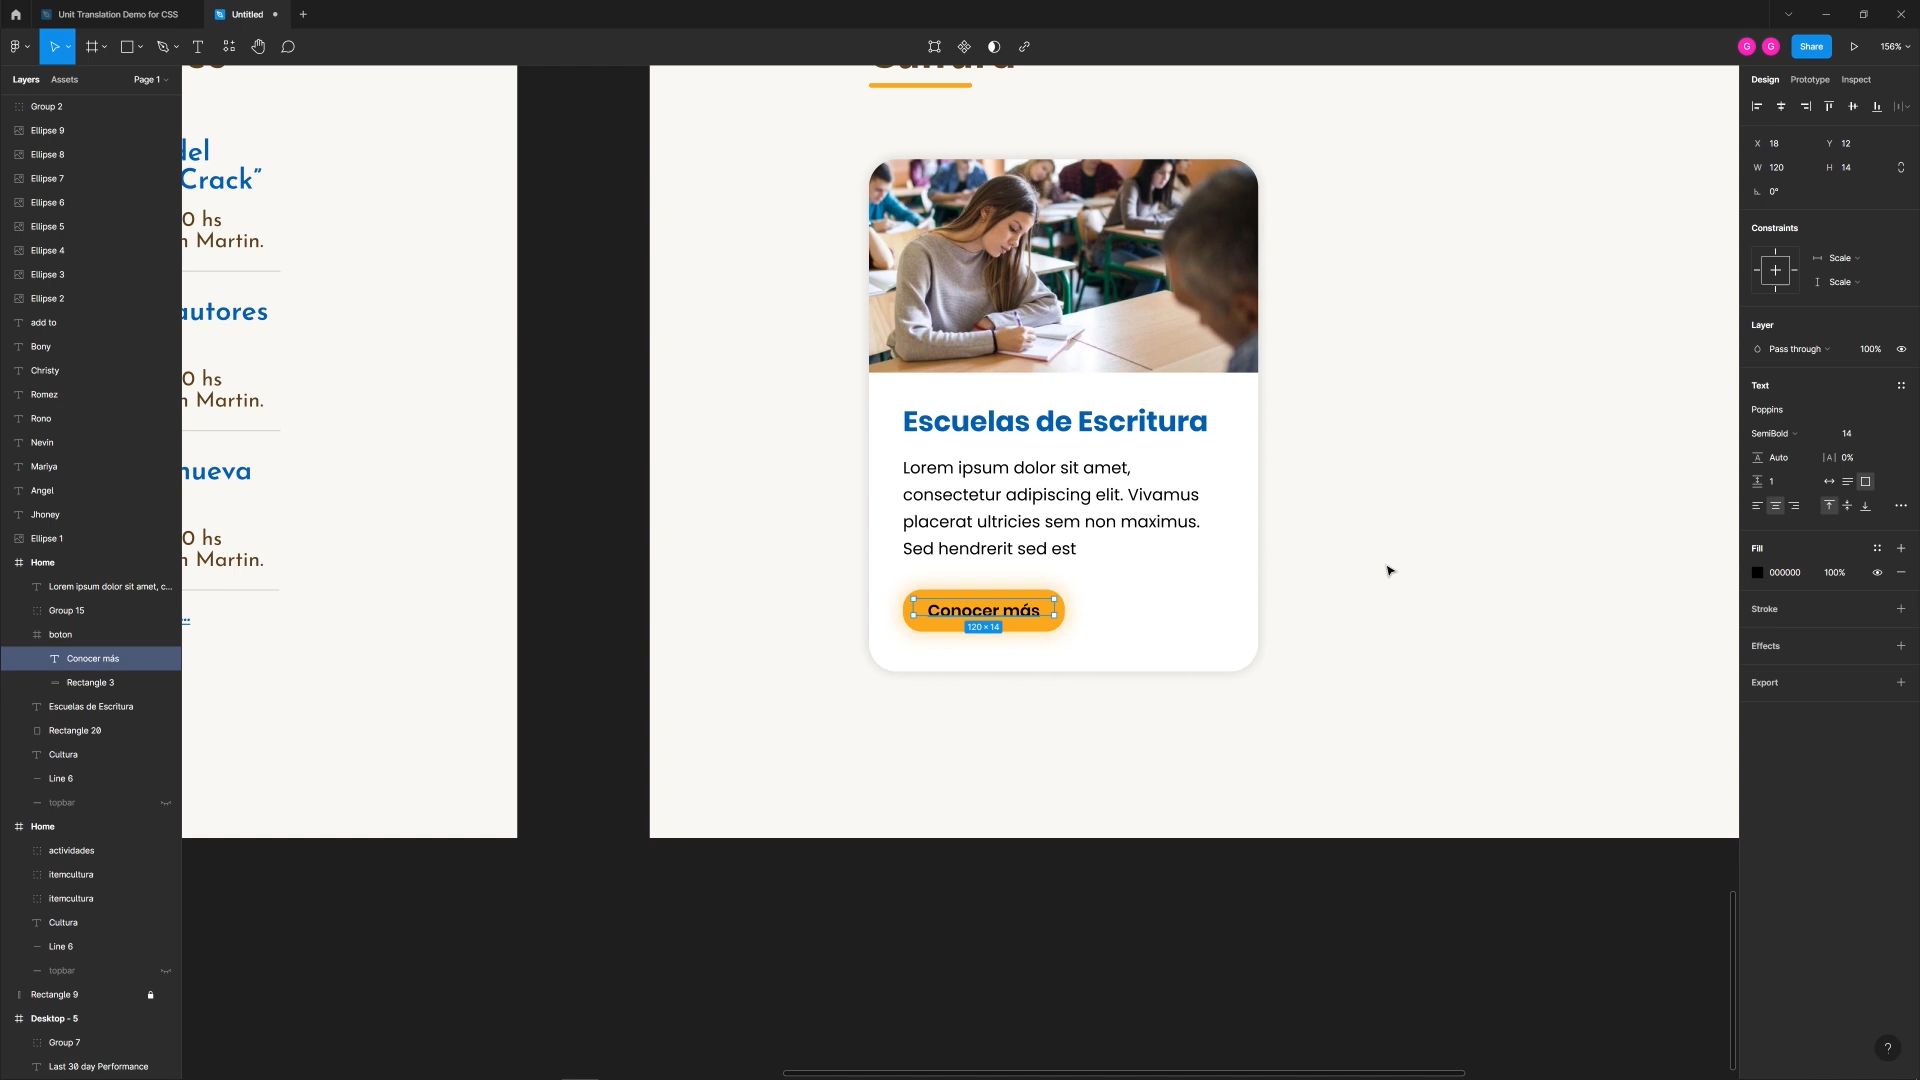 Unit Translation Demo for CSS
Untitled
G
G
Share
156%
Layers
Assets
Page 1
Group 2
Ellipse 9
Ellipse 8
Ellipse 7
Ellipse 6
Ellipse 5
Ellipse 4
Ellipse 3
Ellipse 2
add to
Bony
Christy
Romez
Rono
Nevin
Mariya
Angel
Jhoney
Ellipse 1
Home
Lorem ipsum dolor sit amet, c...
Group 15
boton
Conocer más
Rectangle 3
Escuelas de Escritura
Rectangle 20
Cultura
Line 6
topbar
Home
actividades
itemcultura
itemcultura
Cultura
Line 6
topbar
Rectangle 9
Desktop - 5
Group 7
Last 30 day Performance
del
Crack”
0 hs
n Martin.
autores
0 hs
n Martin.
nueva
0 hs
n Martin.
...
Cultura
Escuelas de Escritura
Lorem ipsum dolor sit amet,
consectetur adipiscing elit. Vivamus
placerat ultricies sem non maximus.
Sed hendrerit sed est
Conocer más
120 × 14
Design
Prototype
Inspect
X 18
Y 12
W 120
H 14
0°
Constraints
Scale
Scale
Layer
Pass through
100%
Text
Poppins
SemiBold
14
Auto
|A| 0%
1
Fill
000000
100%
Stroke
Effects
Export
?